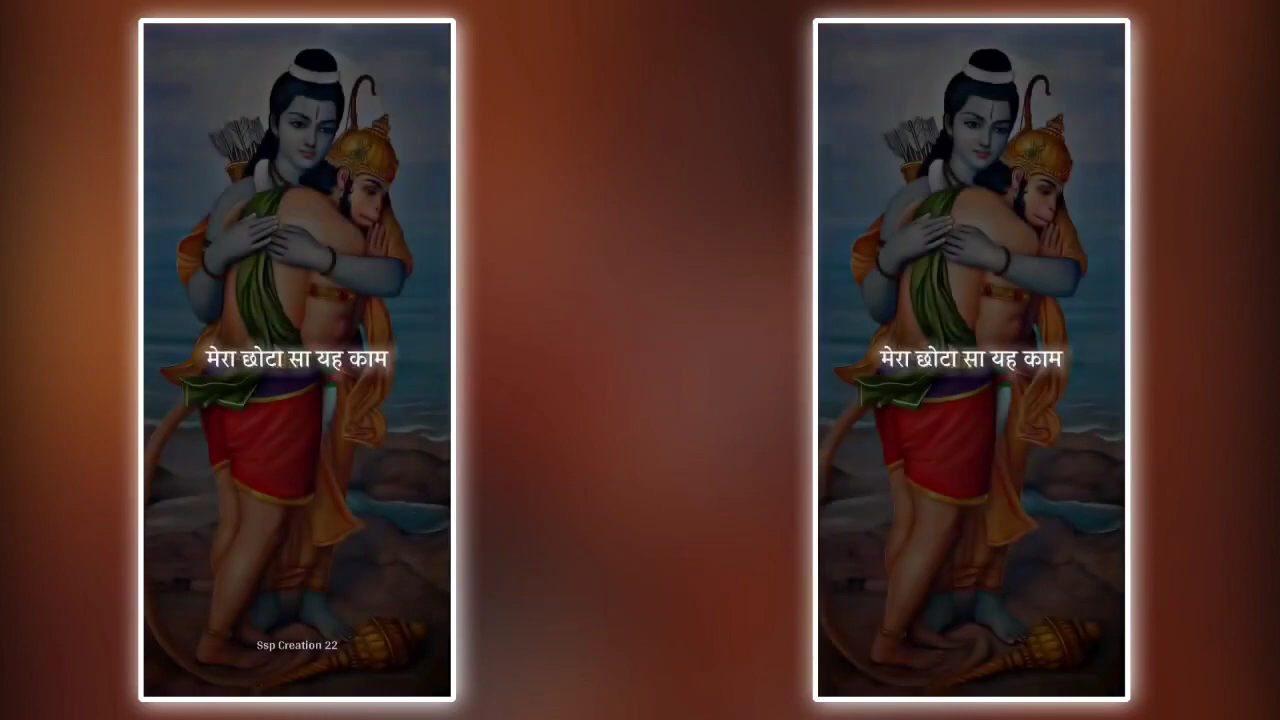 मेरा छोटा सा यह काम
मेरा छोटा सा यह काम
Ssp Creation 22